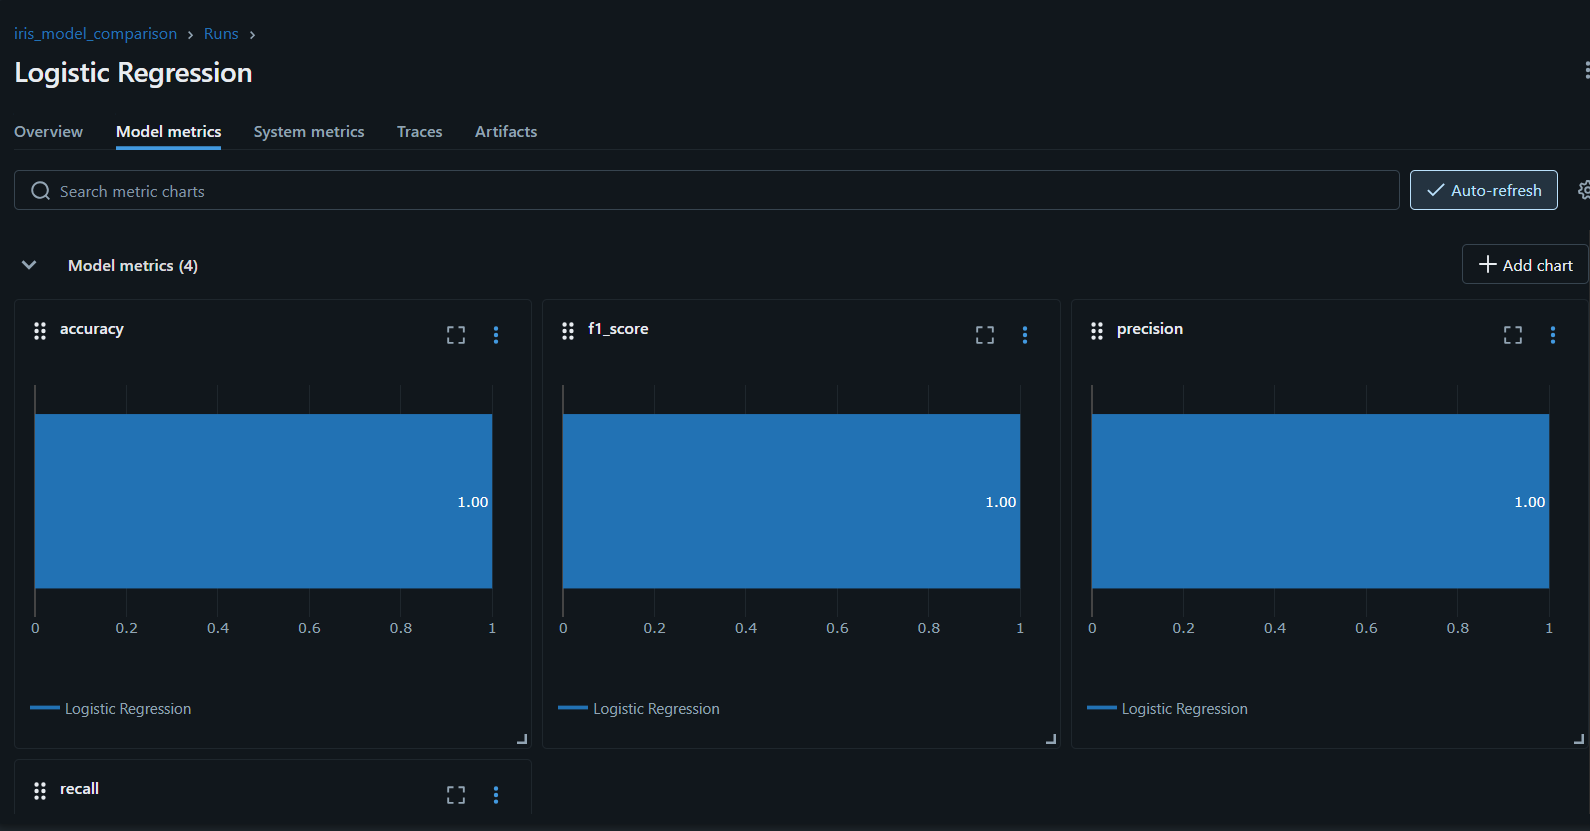 iris_model_comparison > Runs >
Logistic Regression
Overview Model metrics System metrics Traces Artifacts
Search metric charts
Auto-refresh
Model metrics (4)
Add chart
accuracy
1.00
0 0.2 0.4 0.6 0.8 1
Logistic Regression
f1_score
1.00
0 0.2 0.4 0.6 0.8 1
Logistic Regression
precision
1.00
0 0.2 0.4 0.6 0.8 1
Logistic Regression
recall